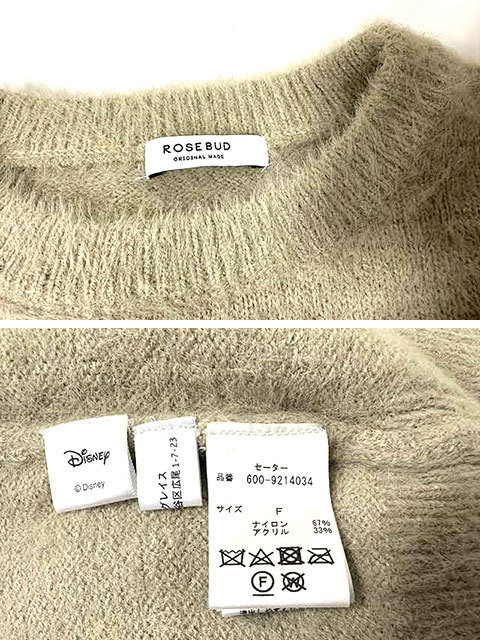 ROSEBUD
ORIGINAL MADE
Disney
© Disney
グレイス
谷区広尾1-7-23
セーター
品番 600-9214034
サイズ F
ナイロン 67%
アクリル 33%
F
W